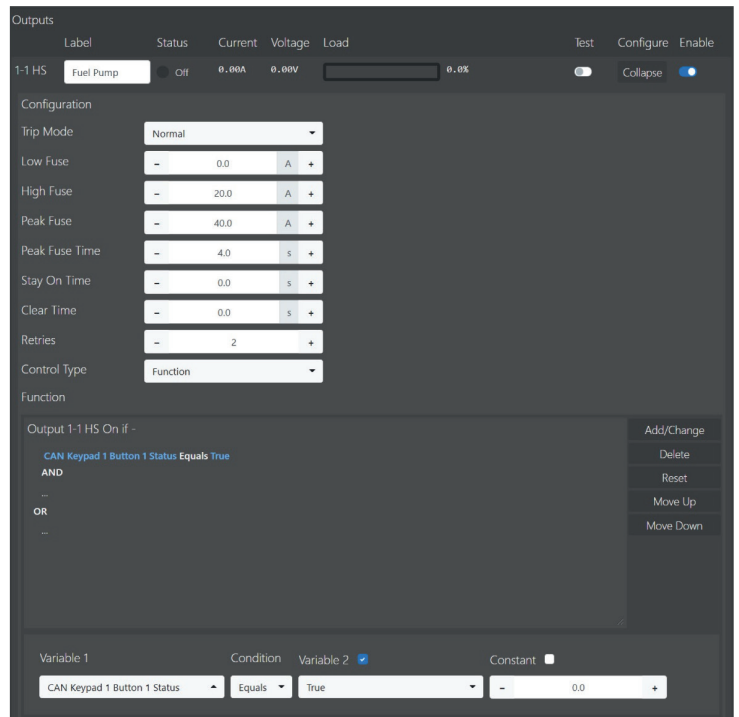 Outputs
Label Status Current Voltage Load Test Configure Enable
1-1 HS Fuel Pump Off 0.00A 0.00V 0.0% Collapse
Configuration
Trip Mode Normal
Low Fuse - 0.0 A +
High Fuse - 20.0 A +
Peak Fuse - 40.0 A +
Peak Fuse Time - 4.0 s +
Stay On Time - 0.0 s +
Clear Time - 0.0 s +
Retries - 2 +
Control Type Function
Function
Output 1-1 HS On if - Add/Change
CAN Keypad 1 Button 1 Status Equals True Delete
AND Reset
...
OR Move Up
... Move Down
Variable 1 Condition Variable 2 Constant
CAN Keypad 1 Button 1 Status Equals True - 0.0 +